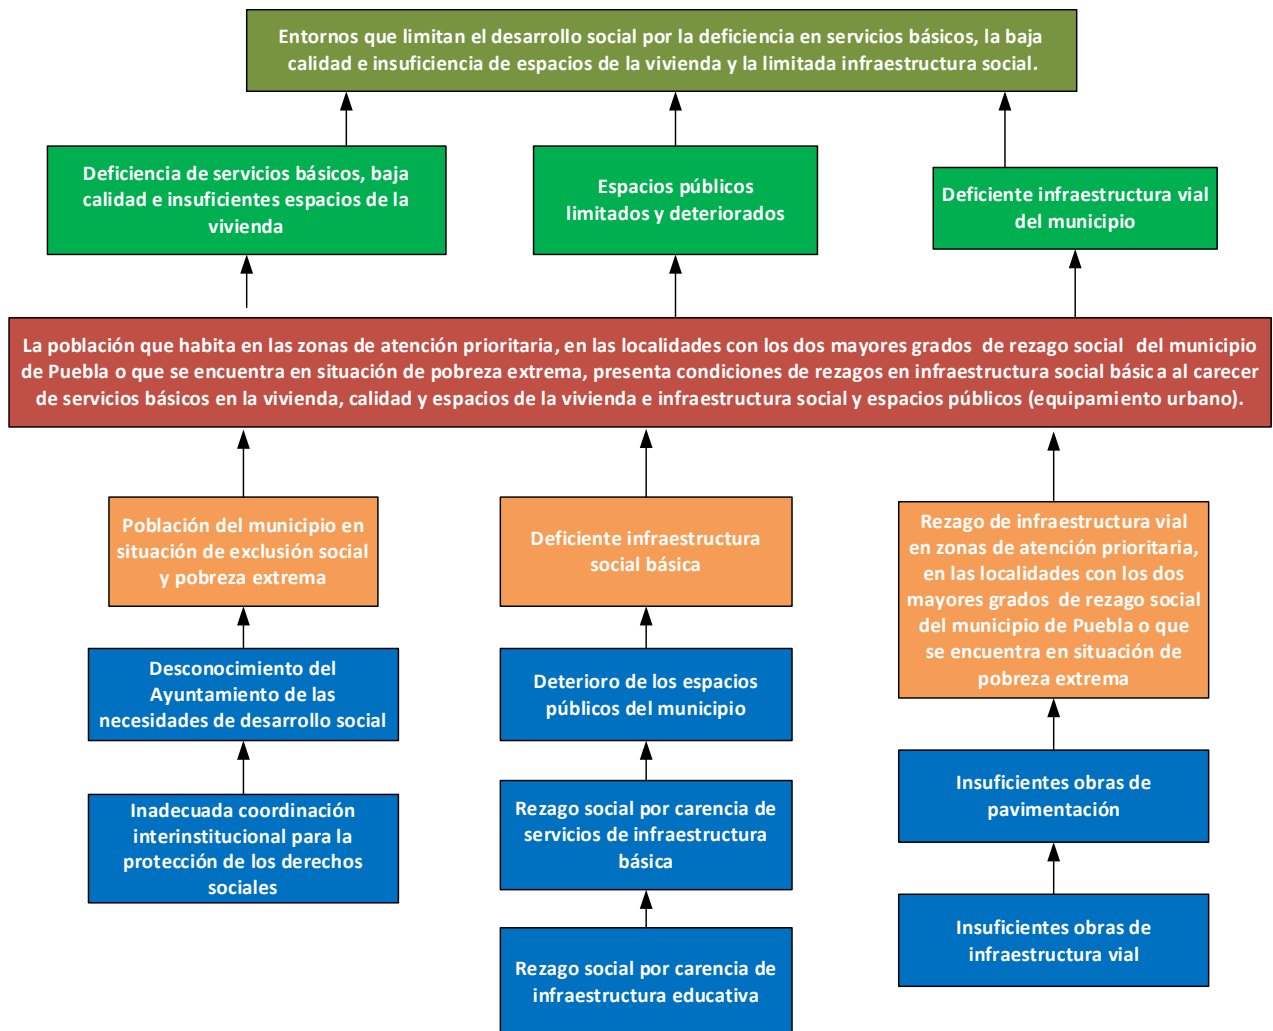 Entornos que limitan el desarrollo social por la deficiencia en servicios básicos, la baja
calidad e insuficiencia de espacios de la vivienda y la limitada infraestructura social.
Deficiencia de servicios básicos, baja
calidad e insuficientes espacios de la
vivienda
Espacios públicos
limitados y deteriorados
Deficiente infraestructura vial
del municipio
La población que habita en las zonas de atención prioritaria, en las localidades con los dos mayores grados de rezago social del municipio
de Puebla o que se encuentra en situación de pobreza extrema, presenta condiciones de rezagos en infraestructura social básica al carecer
de servicios básicos en la vivienda, calidad y espacios de la vivienda e infraestructura social y espacios públicos (equipamiento urbano).
Población del municipio en
situación de exclusión social
y pobreza extrema
Deficiente infraestructura
social básica
Rezago de infraestructura vial
en zonas de atención prioritaria,
en las localidades con los dos
mayores grados de rezago social
del municipio de Puebla o que
se encuentra en situación de
pobreza extrema
Desconocimiento del
Ayuntamiento de las
necesidades de desarrollo social
Deterioro de los espacios
públicos del municipio
Insuficientes obras de
pavimentación
Inadecuada coordinación
interinstitucional para la
protección de los derechos
sociales
Rezago social por carencia de
servicios de infraestructura
básica
Insuficientes obras de
infraestructura vial
Rezago social por carencia de
infraestructura educativa